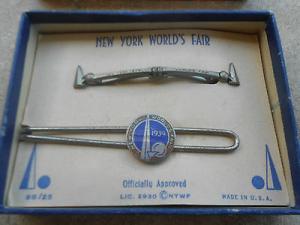 NEW YORK WORLD'S FAIR
1939
Officially Approved
LIC. 2930 © NYWF
MADE IN U.S.A.